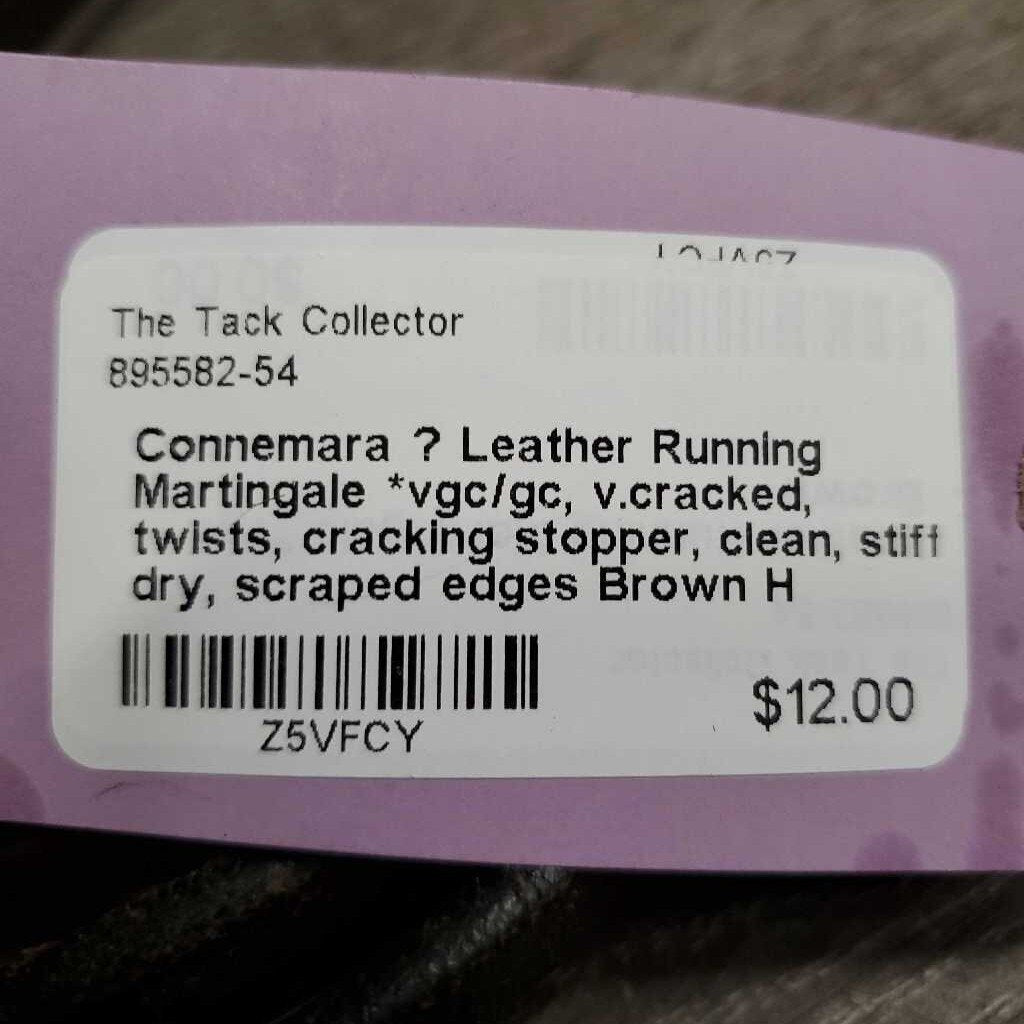 The Tack Collector
895582-54
Connemara ? Leather Running
Martingale *vgc/gc, v.cracked,
twists, cracking stopper, clean, stiff
dry, scraped edges Brown H
Z5VFCY
$12.00